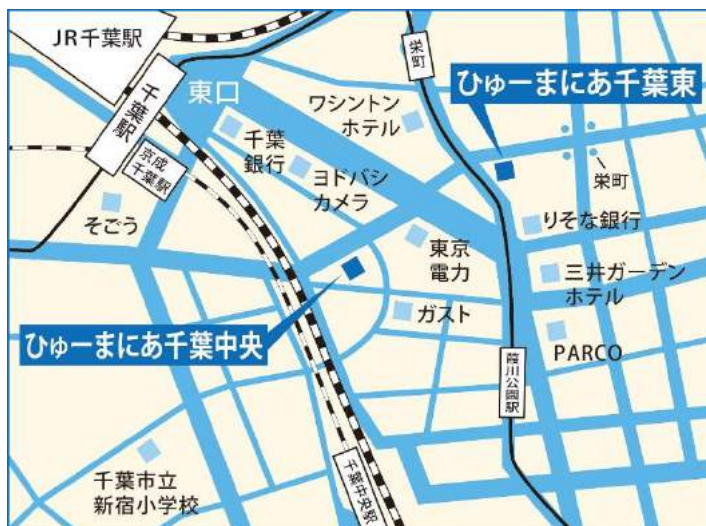 JR千葉駅
千葉駅
京成
千葉駅
東口
栄町
ひゅーまにあ千葉東
ワシントン
ホテル
千葉
銀行
ヨドバシ
カメラ
栄町
そごう
りそな銀行
東京
電力
三井ガーデン
ホテル
ガスト
ひゅーまにあ千葉中央
PARCO
葭川公園駅
千葉市立
新宿小学校
千葉中央駅